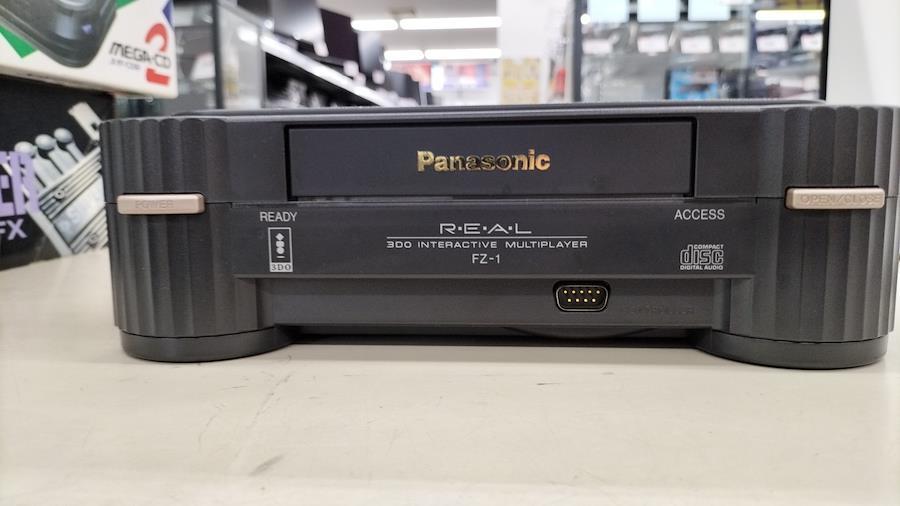 MEGA-CD
2
FX
Panasonic
POWER
OPEN/CLOSE
READY
ACCESS
R·E·A·L
3DO INTERACTIVE MULTIPLAYER
FZ-1
3DO
COMPACT
disc
DIGITAL AUDIO
CONTROLLER